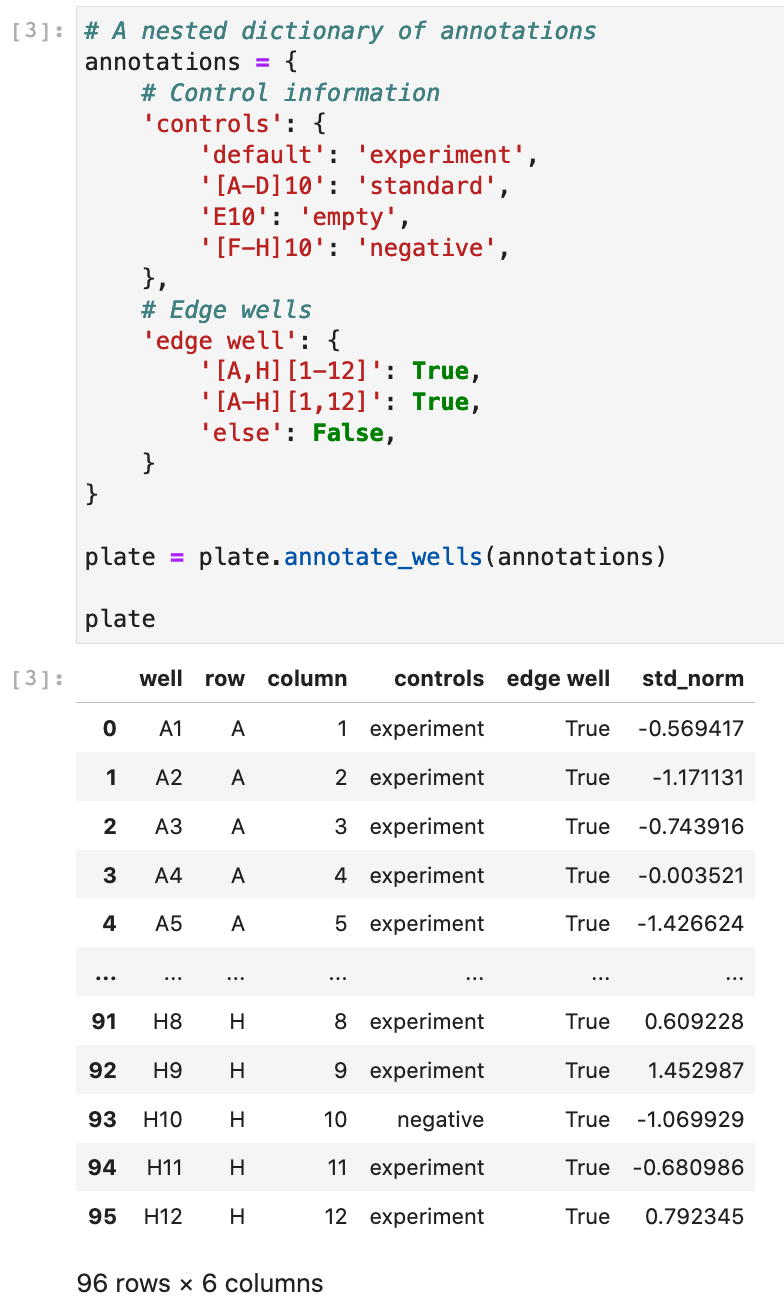 [3]: # A nested dictionary of annotations
annotations = {
    # Control information
    'controls': {
        'default': 'experiment',
        '[A-D]10': 'standard',
        'E10': 'empty',
        '[F-H]10': 'negative',
    },
    # Edge wells
    'edge well': {
        '[A,H][1-12]': True,
        '[A-H][1,12]': True,
        'else': False,
    }
}
plate = plate.annotate_wells(annotations)
plate
[3]: well row column controls edge well std_norm
0 A1 A 1 experiment True -0.569417
1 A2 A 2 experiment True -1.171131
2 A3 A 3 experiment True -0.743916
3 A4 A 4 experiment True -0.003521
4 A5 A 5 experiment True -1.426624
... ... ... ... ... ... ...
91 H8 H 8 experiment True 0.609228
92 H9 H 9 experiment True 1.452987
93 H10 H 10 negative True -1.069929
94 H11 H 11 experiment True -0.680986
95 H12 H 12 experiment True 0.792345
96 rows × 6 columns